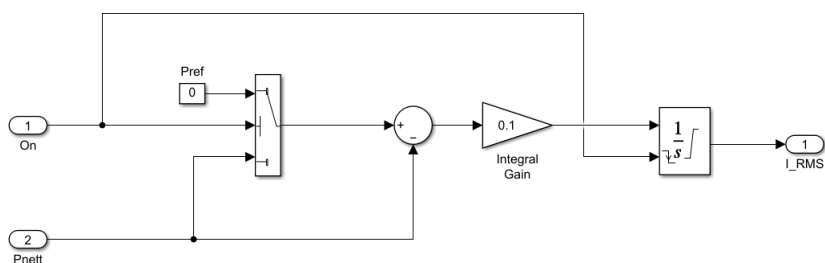 Pref
0
1
On
+
−
0.1
Integral
Gain
1
s
1
I_RMS
2
Pnett